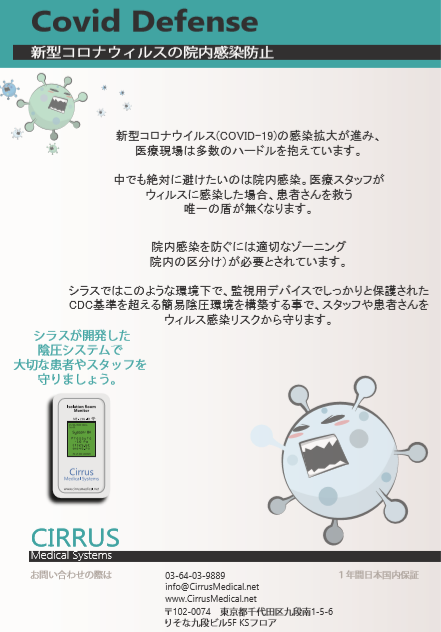 Covid Defense
新型コロナウィルスの院内感染防止
新型コロナウイルス(COVID-19)の感染拡大が進み、
医療現場は多数のハードルを抱えています。
中でも絶対に避けたいのは院内感染。医療スタッフが
ウィルスに感染した場合、患者さんを救う
唯一の盾が無くなります。
院内感染を防ぐには適切なゾーニング
院内の区分け）が必要とされています。
シラスではこのような環境下で、監視用デバイスでしっかりと保護された
CDC基準を超える簡易陰圧環境を構築する事で、スタッフや患者さんを
ウィルス感染リスクから守ります。
シラスが開発した
陰圧システムで
大切な患者やスタッフを
守りましょう。
Isolation Room
Monitor
Cirrus
Medical Systems
www.cirrusmedical.net
CIRRUS
Medical Systems
お問い合わせの際は
03-64-03-9889
info@CirrusMedical.net
www.CirrusMedical.net
〒102-0074　東京都千代田区九段南1-5-6
りそな九段ビル5F KSフロア
１年間日本国内保証